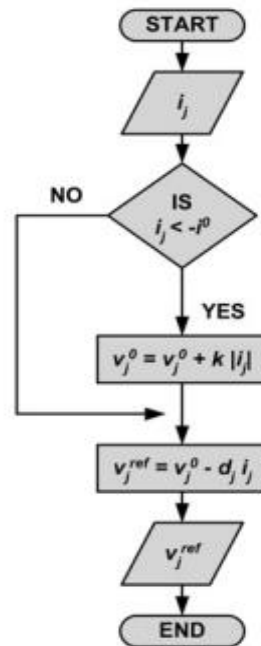 START
i_j
IS
NO
i_j < -i^0
YES
v_j^0 = v_j^0 + k |i_j|
v_j^ref = v_j^0 - d_j i_j
v_j^ref
END